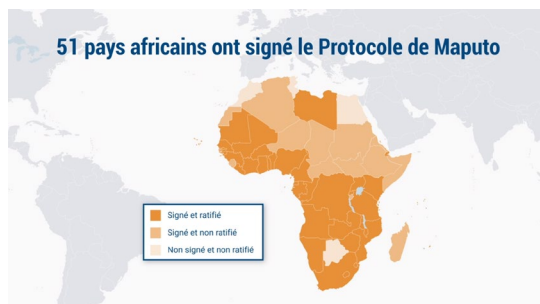 51 pays africains ont signé le Protocole de Maputo
Signé et ratifié
Signé et non ratifié
Non signé et non ratifié